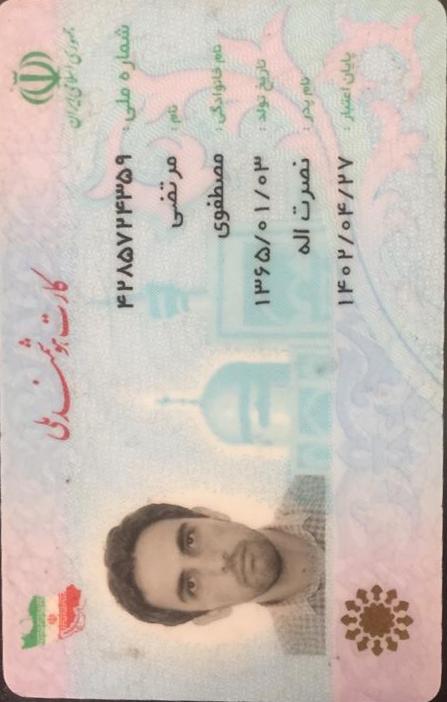 کارت هوشمند ملی
جمهوری اسلامی ایران
شماره ملی: ۴۲۸۵۷۲۴۳۵۹
نام: مرتضی
نام خانوادگی: مصطفوی
تاریخ تولد: ۱۳۶۵/۰۱/۰۳
نام پدر: نصرت اله
پایان اعتبار: ۱۴۰۲/۰۴/۲۷